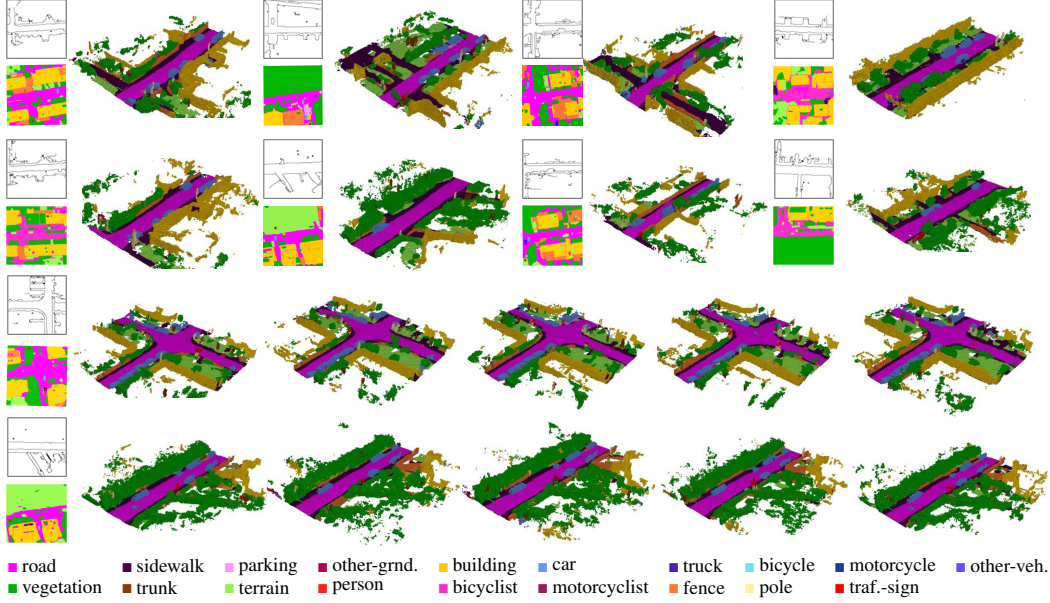 road sidewalk parking other-grnd. building car truck bicycle motorcycle other-veh.
vegetation trunk terrain person bicyclist motorcyclist fence pole traf.-sign